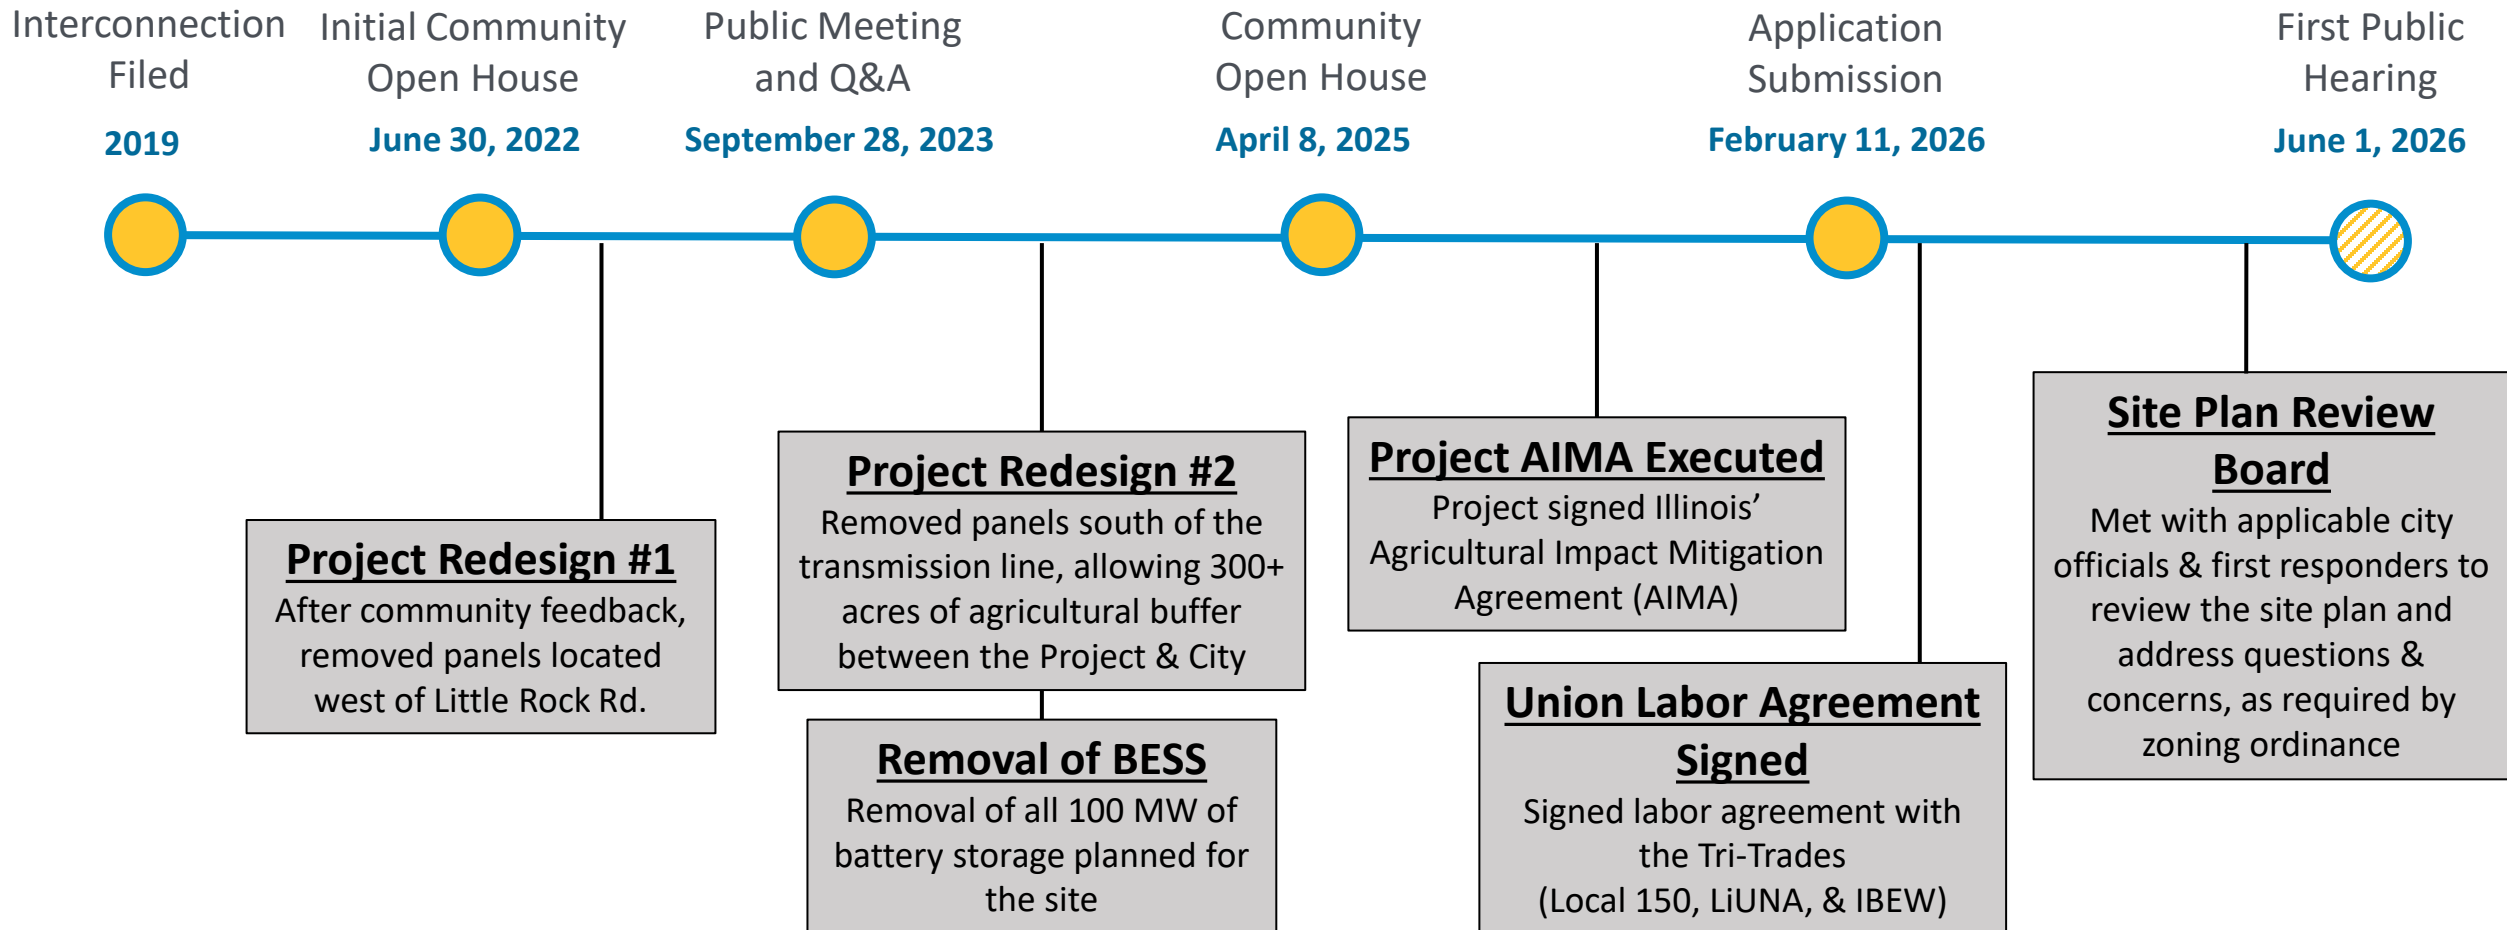 Interconnection
Filed
2019
Initial Community
Open House
June 30, 2022
Public Meeting
and Q&A
September 28, 2023
Community
Open House
April 8, 2025
Application
Submission
February 11, 2026
First Public
Hearing
June 1, 2026
Project Redesign #1
After community feedback,
removed panels located
west of Little Rock Rd.
Project Redesign #2
Removed panels south of the
transmission line, allowing 300+
acres of agricultural buffer
between the Project & City
Removal of BESS
Removal of all 100 MW of
battery storage planned for
the site
Project AIMA Executed
Project signed Illinois’
Agricultural Impact Mitigation
Agreement (AIMA)
Union Labor Agreement
Signed
Signed labor agreement with
the Tri-Trades
(Local 150, LiUNA, & IBEW)
Site Plan Review
Board
Met with applicable city
officials & first responders to
review the site plan and
address questions &
concerns, as required by
zoning ordinance